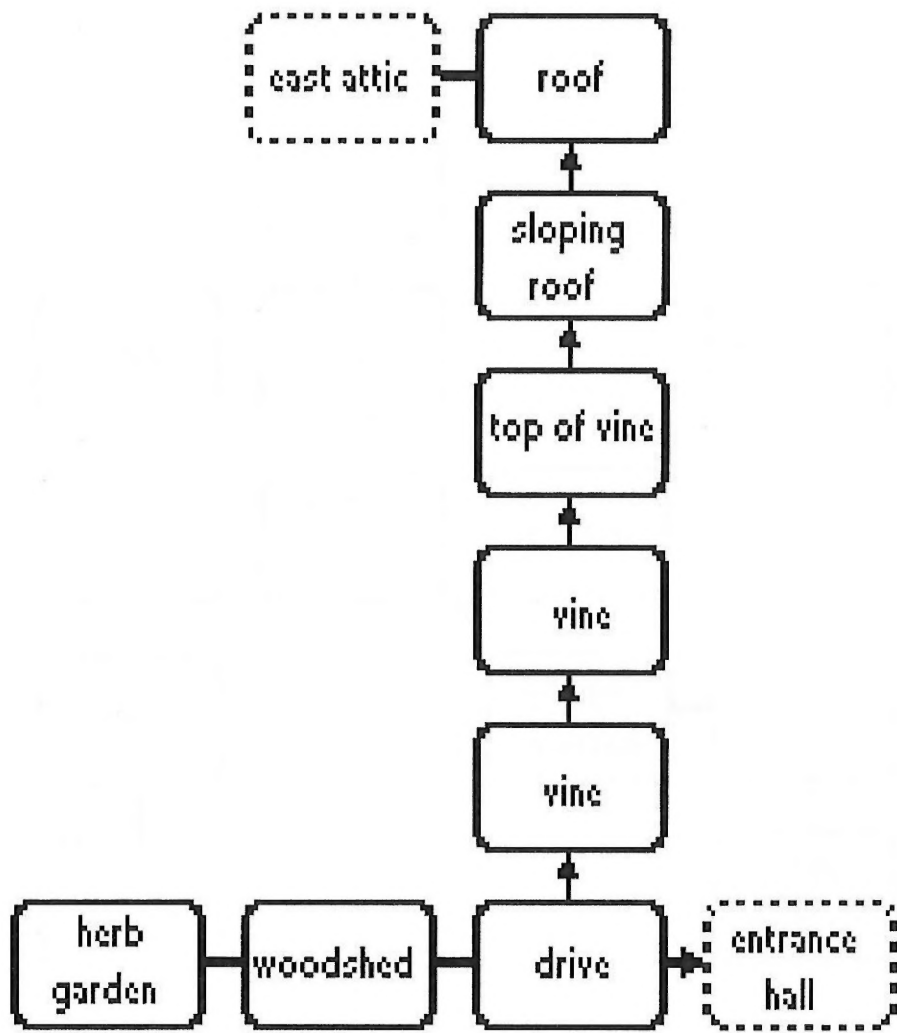 east attic
roof
sloping
roof
top of vine
vine
vine
herb
garden
woodshed
drive
entrance
hall